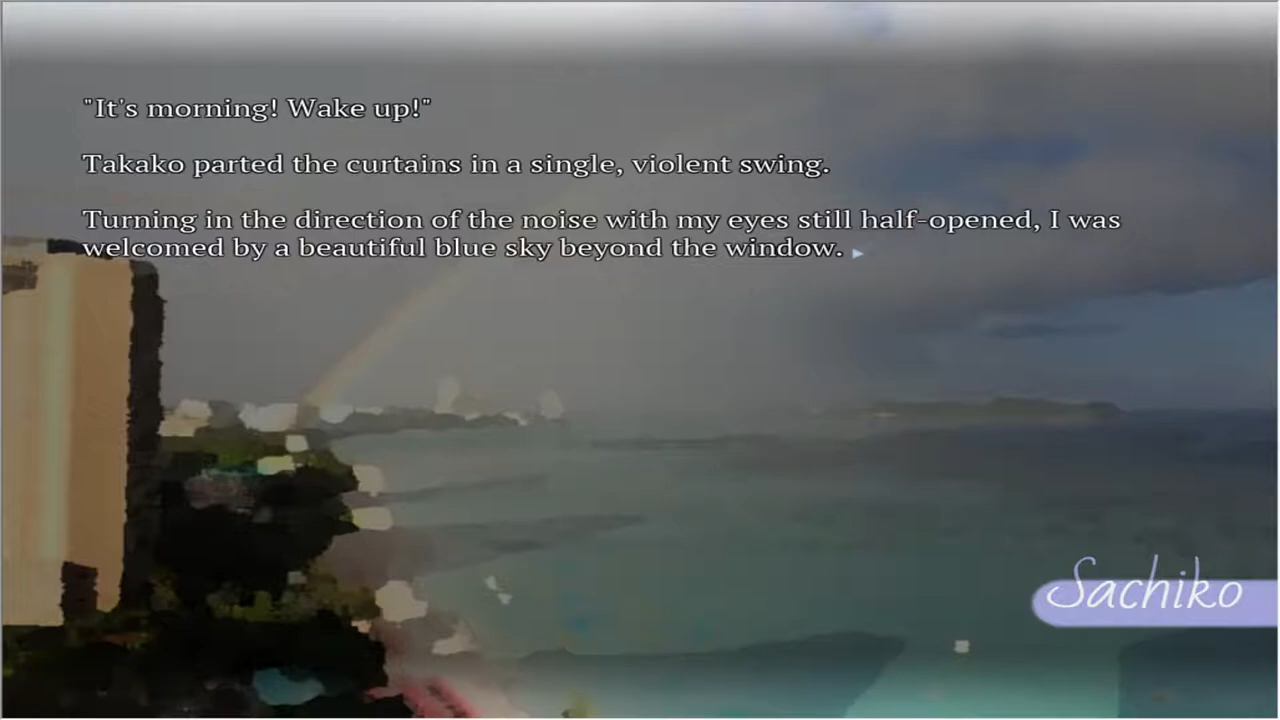 "It's morning! Wake up!"
Takako parted the curtains in a single, violent swing.
Turning in the direction of the noise with my eyes still half-opened, I was
welcomed by a beautiful blue sky beyond the window.
Sachiko